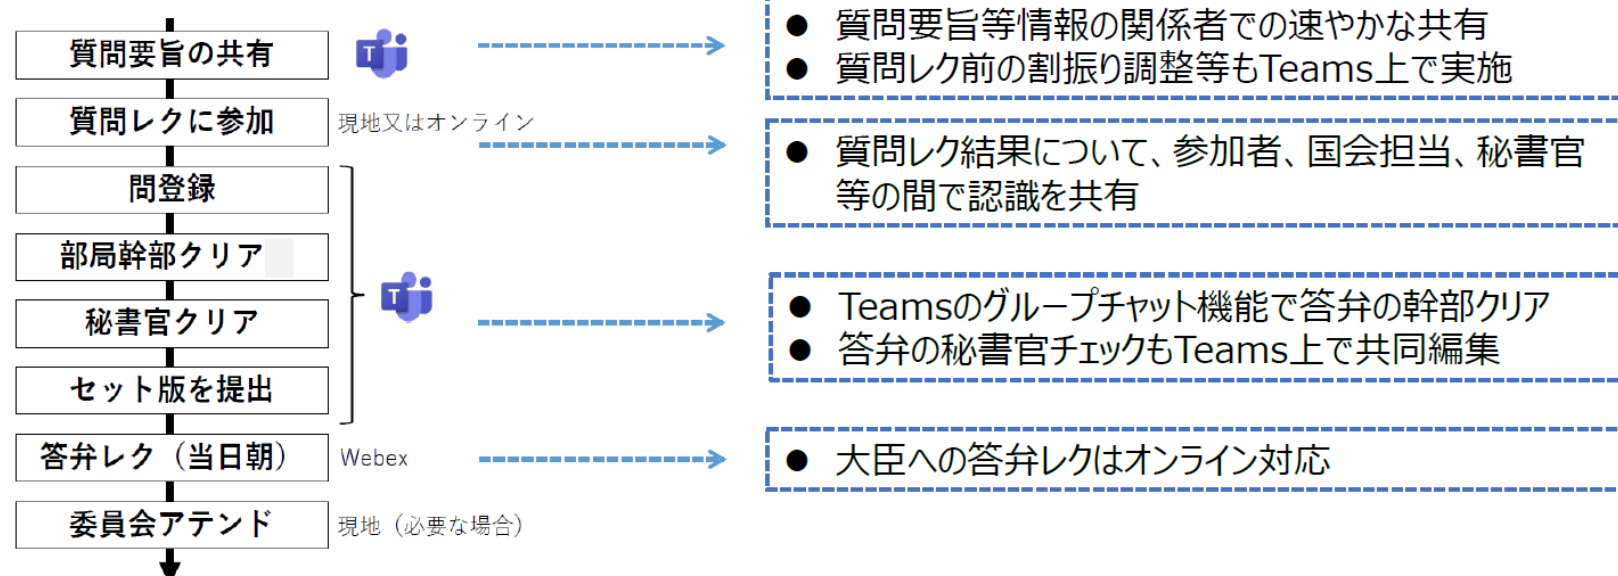 質問要旨の共有
T
● 質問要旨等情報の関係者での速やかな共有
● 質問レク前の割振り調整等もTeams上で実施
質問レクに参加
現地又はオンライン
● 質問レク結果について、参加者、国会担当、秘書官
等の間で認識を共有
問登録
部局幹部クリア
秘書官クリア
セット版を提出
T
● Teamsのグループチャット機能で答弁の幹部クリア
● 答弁の秘書官チェックもTeams上で共同編集
答弁レク（当日朝）
Webex
● 大臣への答弁レクはオンライン対応
委員会アテンド
現地（必要な場合）